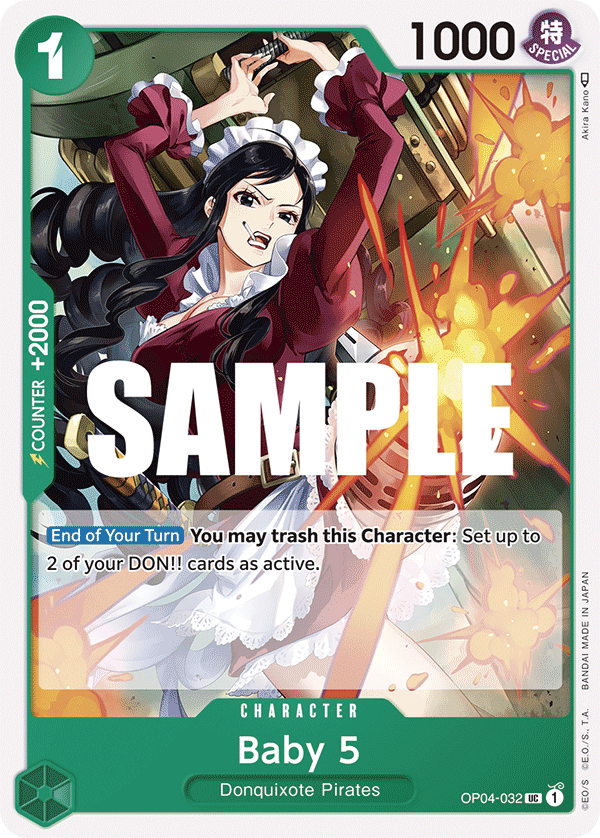 1
1000
特
SPECIAL
Akira Kano
COUNTER +2000
SAMPLE
End of Your Turn You may trash this Character: Set up to
2 of your DON!! cards as active.
CHARACTER
Baby 5
Donquixote Pirates
OP04-032 UC 1
©EO/S ©E.O./S., T.A. BANDAI MADE IN JAPAN